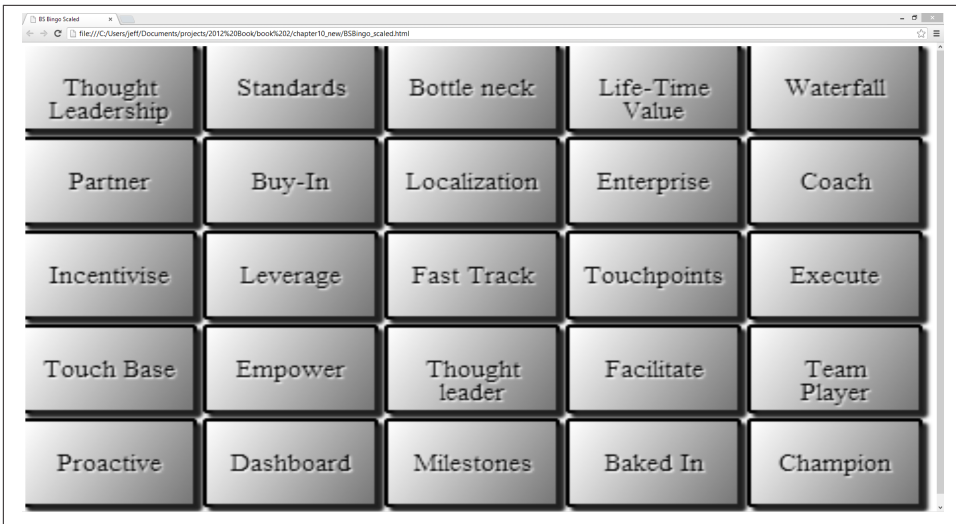 BS Bingo Scaled
file:///C:/Users/jeff/Documents/projects/2012%20Book/book%202/chapter10_new/BSBingo_scaled.html
Thought Leadership
Standards
Bottle neck
Life-Time Value
Waterfall
Partner
Buy-In
Localization
Enterprise
Coach
Incentivise
Leverage
Fast Track
Touchpoints
Execute
Touch Base
Empower
Thought leader
Facilitate
Team Player
Proactive
Dashboard
Milestones
Baked In
Champion